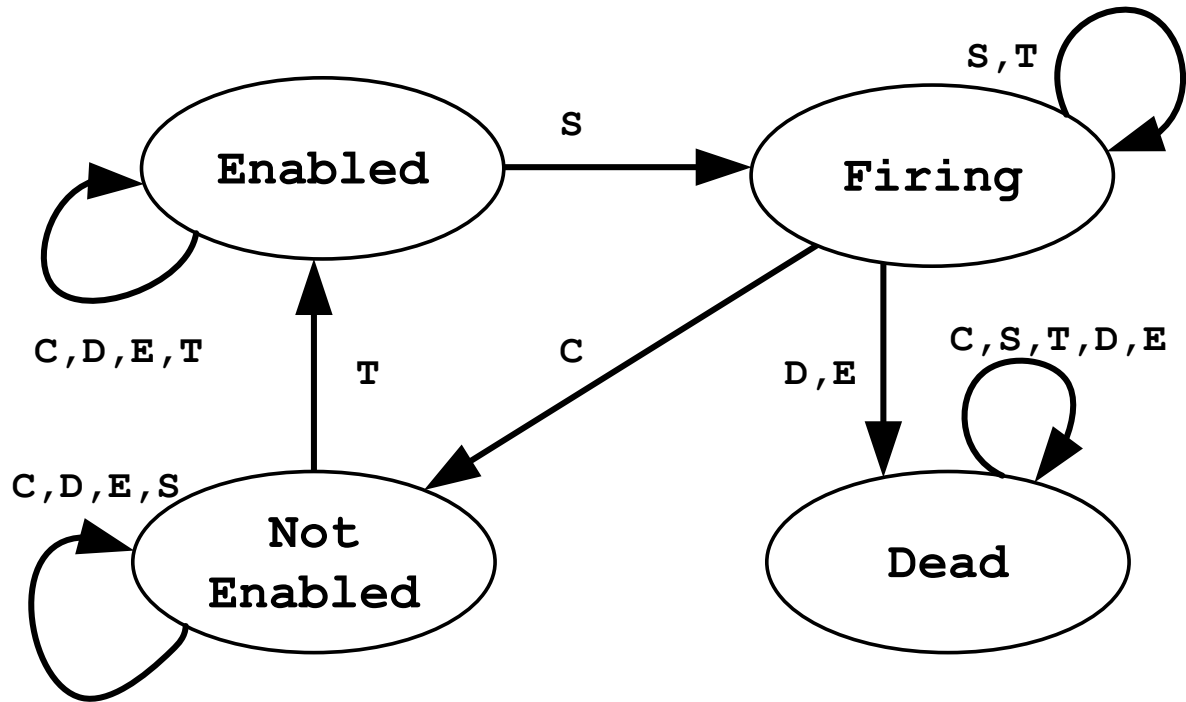 S,T
S
Enabled
Firing
C,D,E,T
T
C
D,E
C,S,T,D,E
C,D,E,S
Not
Enabled
Dead